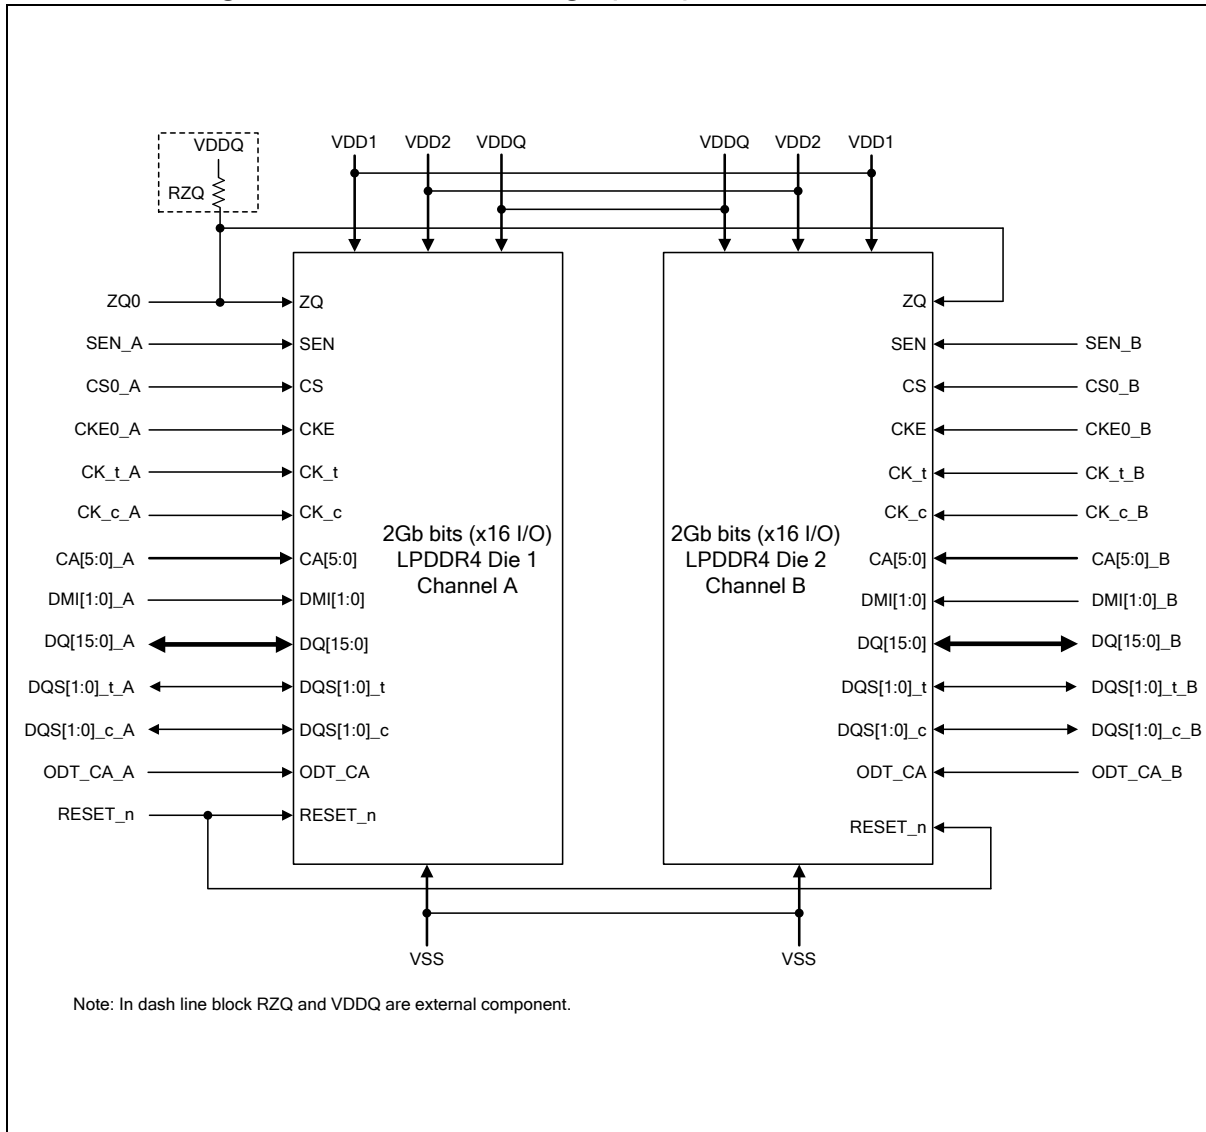 VDDQ
RZQ
VDD1 VDD2 VDDQ
VDDQ VDD2 VDD1
ZQ0
SEN_A
CS0_A
CKE0_A
CK_t_A
CK_c_A
CA[5:0]_A
DMI[1:0]_A
DQ[15:0]_A
DQS[1:0]_t_A
DQS[1:0]_c_A
ODT_CA_A
RESET_n
ZQ
SEN
CS
CKE
CK_t
CK_c
CA[5:0]
DMI[1:0]
DQ[15:0]
DQS[1:0]_t
DQS[1:0]_c
ODT_CA
RESET_n
2Gb bits (x16 I/O)
LPDDR4 Die 1
Channel A
2Gb bits (x16 I/O)
LPDDR4 Die 2
Channel B
ZQ
SEN
CS
CKE
CK_t
CK_c
CA[5:0]
DMI[1:0]
DQ[15:0]
DQS[1:0]_t
DQS[1:0]_c
ODT_CA
RESET_n
SEN_B
CS0_B
CKE0_B
CK_t_B
CK_c_B
CA[5:0]_B
DMI[1:0]_B
DQ[15:0]_B
DQS[1:0]_t_B
DQS[1:0]_c_B
ODT_CA_B
VSS
VSS
Note: In dash line block RZQ and VDDQ are external component.